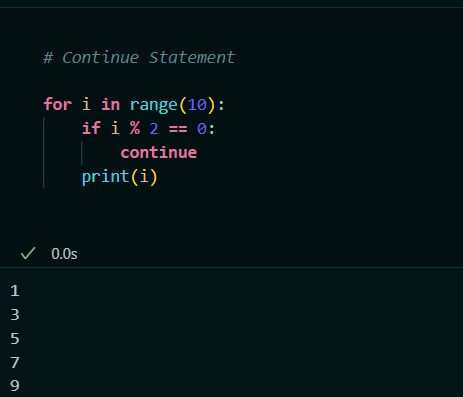 # Continue Statement
for i in range(10):
    if i % 2 == 0:
        continue
    print(i)
0.0s
1
3
5
7
9